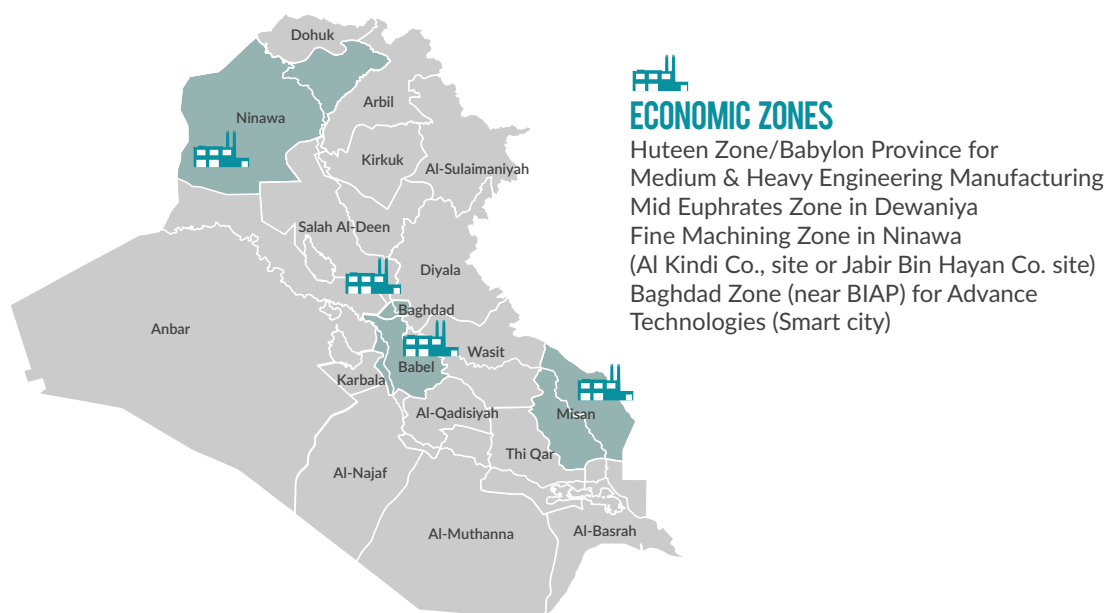 Dohuk
Ninawa
Arbil
Kirkuk
Al-Sulaimaniyah
Salah Al-Deen
Diyala
Baghdad
Anbar
Wasit
Babel
Karbala
Al-Qadisiyah
Misan
Thi Qar
Al-Najaf
Al-Muthanna
Al-Basrah
ECONOMIC ZONES
Huteen Zone/Babylon Province for
Medium & Heavy Engineering Manufacturing
Mid Euphrates Zone in Dewaniya
Fine Machining Zone in Ninawa
(Al Kindi Co., site or Jabir Bin Hayan Co. site)
Baghdad Zone (near BIAP) for Advance
Technologies (Smart city)